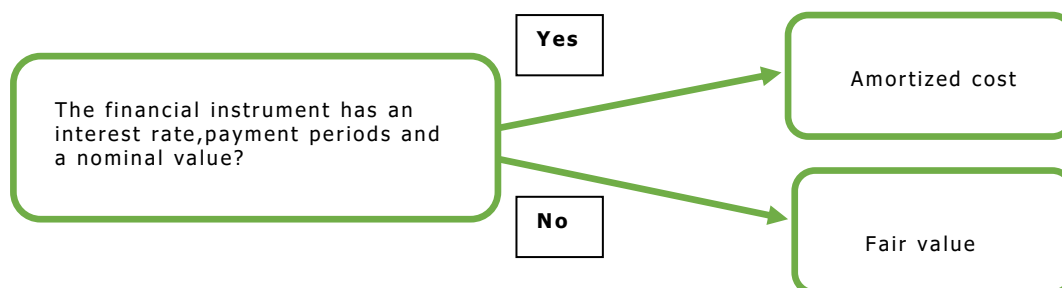 The financial instrument has an
interest rate,payment periods and
a nominal value?
Yes
Amortized cost
No
Fair value